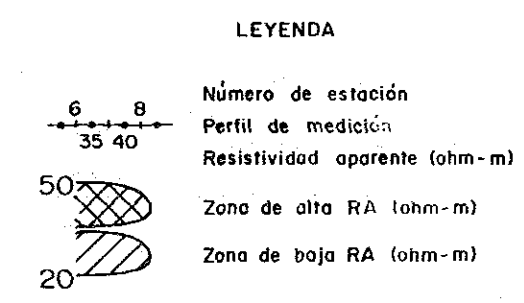 LEYENDA
6 8
35 40
Número de estación
Perfil de medición
Resistividad aparente (ohm-m)
50
Zona de alta RA (ohm-m)
Zona de baja RA (ohm-m)
20